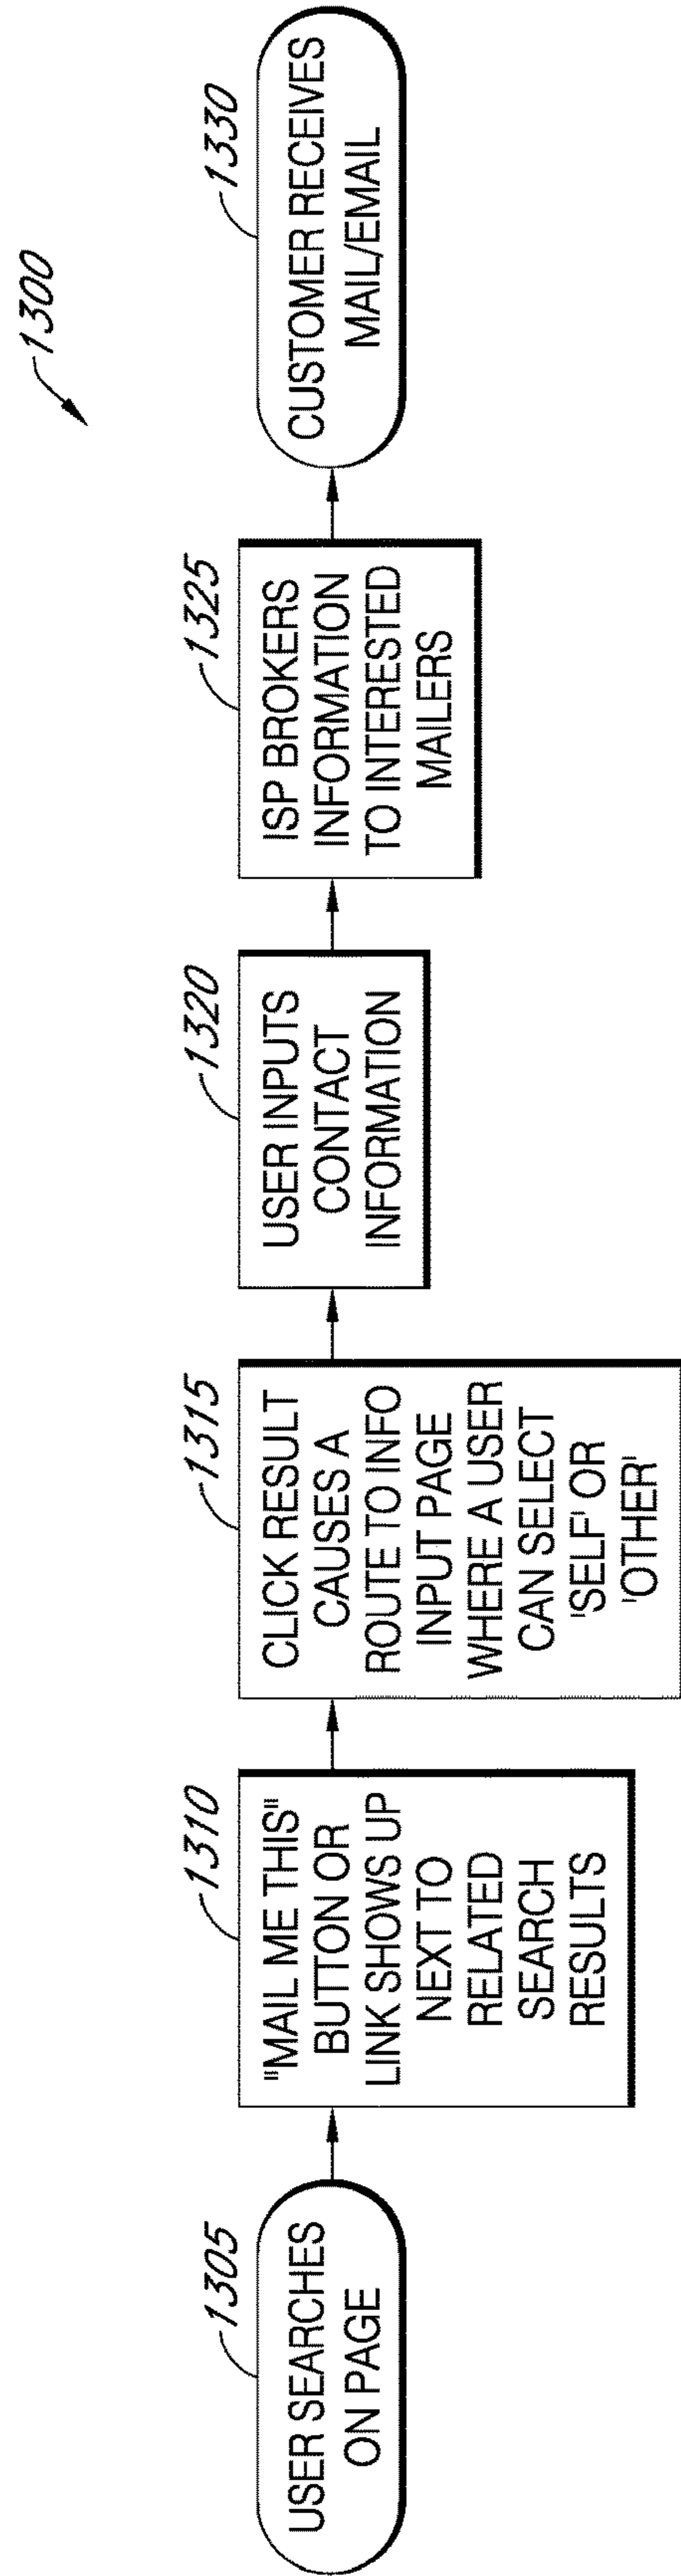 1300
1305
USER SEARCHES
ON PAGE
1310
"MAIL ME THIS"
BUTTON OR
LINK SHOWS UP
NEXT TO
RELATED
SEARCH
RESULTS
1315
CLICK RESULT
CAUSES A
ROUTE TO INFO
INPUT PAGE
WHERE A USER
CAN SELECT
'SELF' OR
'OTHER'
1320
USER INPUTS
CONTACT
INFORMATION
1325
ISP BROKERS
INFORMATION
TO INTERESTED
MAILERS
1330
CUSTOMER RECEIVES
MAIL/EMAIL